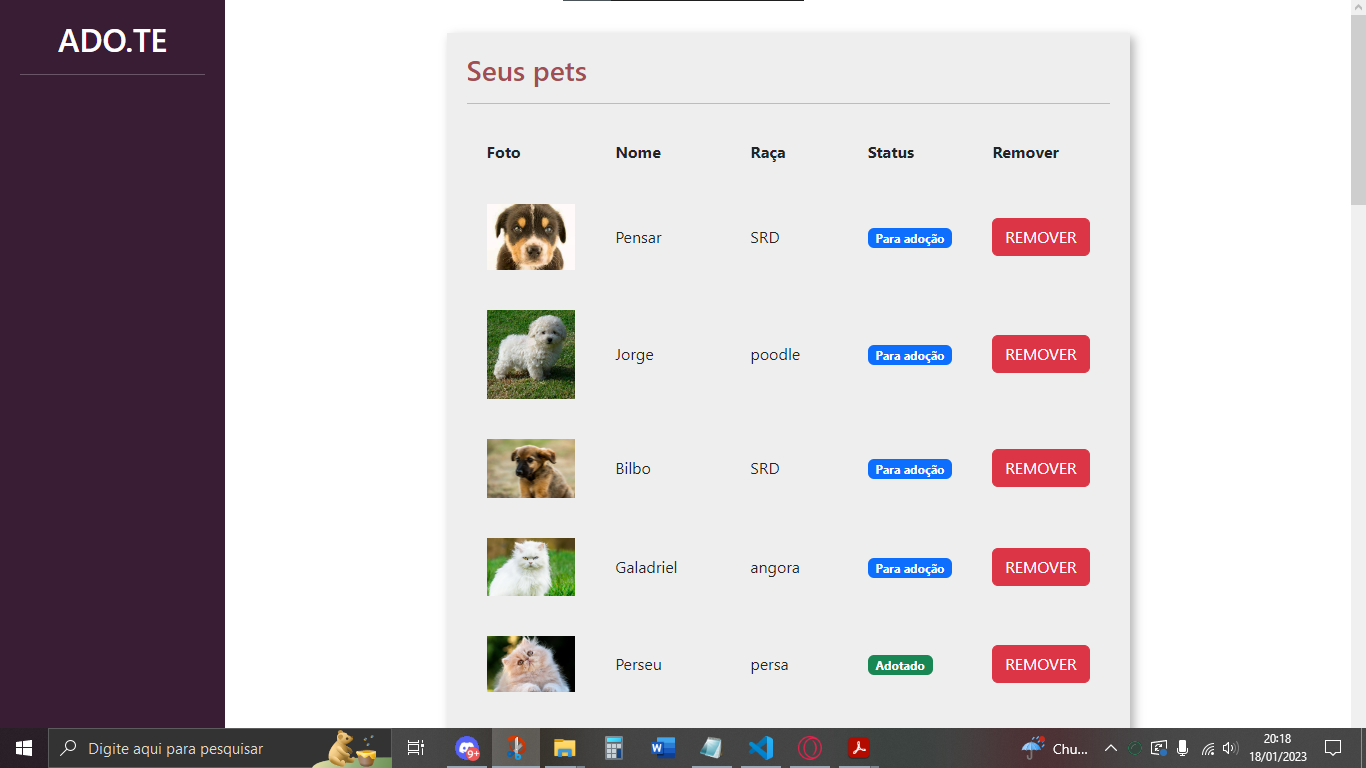 ADO.TE
Seus pets
Foto Nome Raça Status Remover
Pensar SRD Para adoção REMOVER
Jorge poodle Para adoção REMOVER
Bilbo SRD Para adoção REMOVER
Galadriel angora Para adoção REMOVER
Perseu persa Adotado REMOVER
Digite aqui para pesquisar
9+
W
Chu...
20:18
18/01/2023